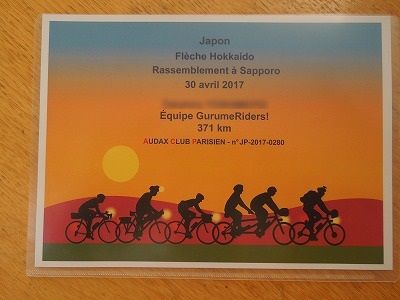 Japon
Flèche Hokkaido
Rassemblement à Sapporo
30 avril 2017
Équipe GurumeRiders!
371 km
AUDAX CLUB PARISIEN - n°JP-2017-0280